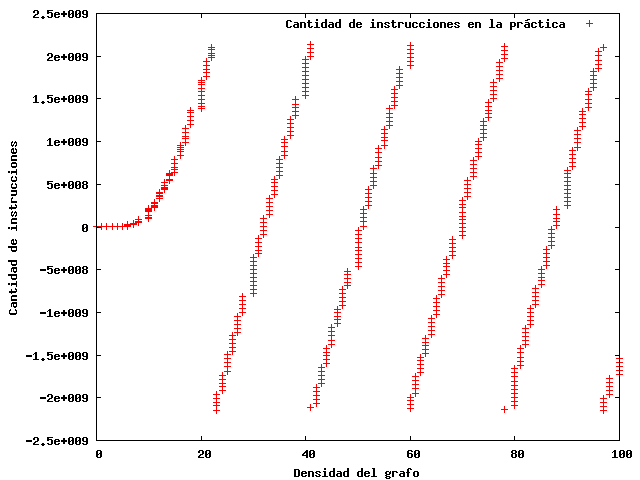 Cantidad de instrucciones en la práctica
2.5e+009
2e+009
1.5e+009
1e+009
5e+008
0
-5e+008
-1e+009
-1.5e+009
-2e+009
-2.5e+009
Cantidad de instrucciones
0 20 40 60 80 100
Densidad del grafo